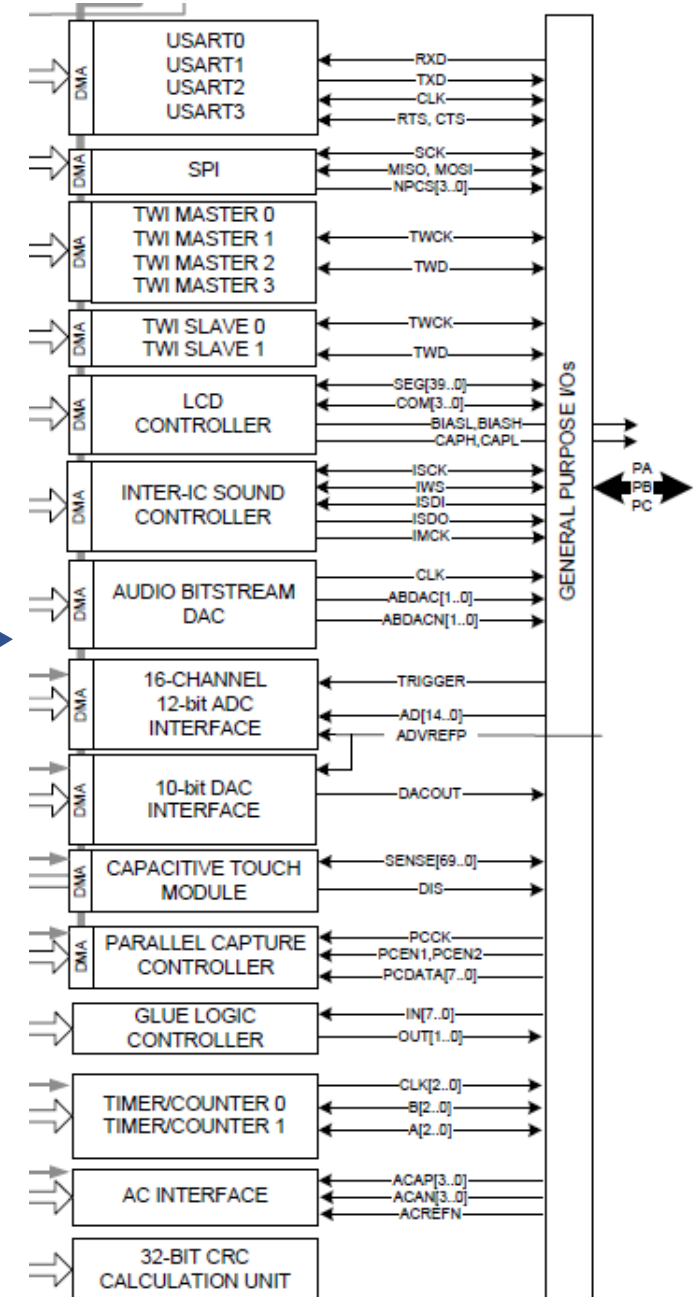 USART0
USART1
USART2
USART3
DMA
RXD
TXD
CLK
RTS, CTS
SPI
DMA
SCK
MISO, MOSI
NPCS[3..0]
TWI MASTER 0
TWI MASTER 1
TWI MASTER 2
TWI MASTER 3
DMA
TWCK
TWD
TWI SLAVE 0
TWI SLAVE 1
DMA
TWCK
TWD
LCD
CONTROLLER
DMA
SEG[39..0]
COM[3..0]
BIASL,BIASH
CAPH,CAPL
INTER-IC SOUND
CONTROLLER
DMA
ISCK
IWS
ISDI
ISDO
IMCK
AUDIO BITSTREAM
DAC
DMA
CLK
ABDAC[1..0]
ABDACN[1..0]
16-CHANNEL
12-bit ADC
INTERFACE
DMA
TRIGGER
AD[14..0]
ADVREFP
10-bit DAC
INTERFACE
DMA
DACOUT
CAPACITIVE TOUCH
MODULE
DMA
SENSE[69..0]
DIS
PARALLEL CAPTURE
CONTROLLER
DMA
PCCK
PCEN1,PCEN2
PCDATA[7..0]
GLUE LOGIC
CONTROLLER
IN[7..0]
OUT[1..0]
TIMER/COUNTER 0
TIMER/COUNTER 1
CLK[2..0]
B[2..0]
A[2..0]
AC INTERFACE
ACAP[3..0]
ACAN[3..0]
ACREFN
32-BIT CRC
CALCULATION UNIT
GENERAL PURPOSE I/Os
PA
PB
PC